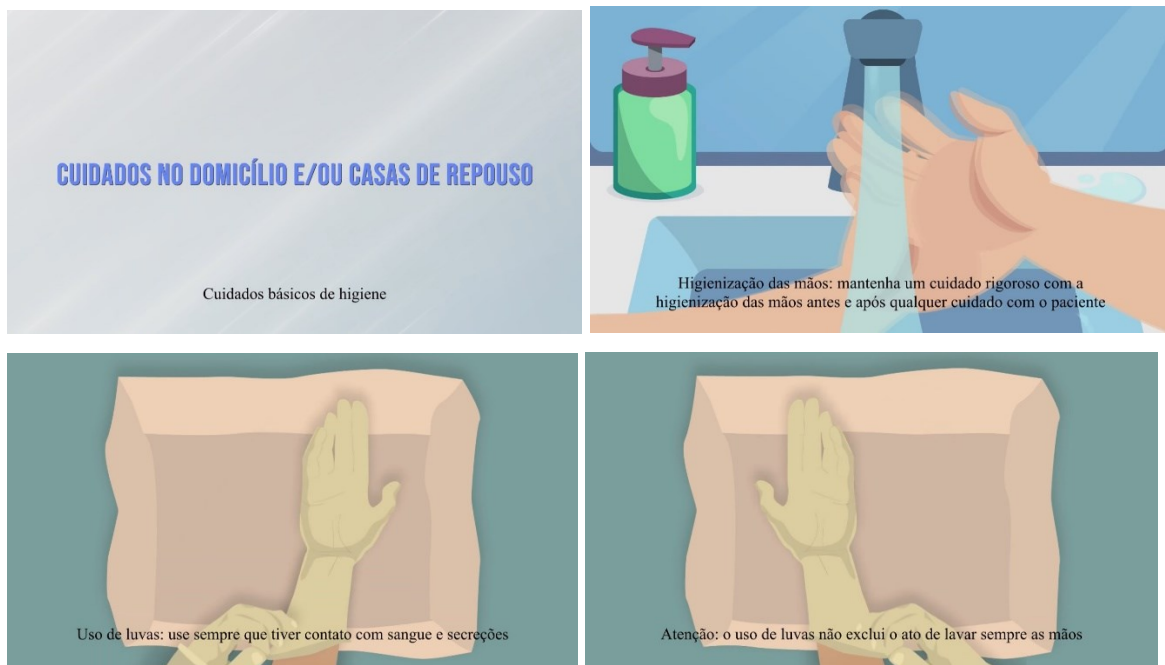 CUIDADOS NO DOMICÍLIO E/OU CASAS DE REPOUSO
Cuidados básicos de higiene
Higienização das mãos: mantenha um cuidado rigoroso com a
higienização das mãos antes e após qualquer cuidado com o paciente
Uso de luvas: use sempre que tiver contato com sangue e secreções
Atenção: o uso de luvas não exclui o ato de lavar sempre as mãos